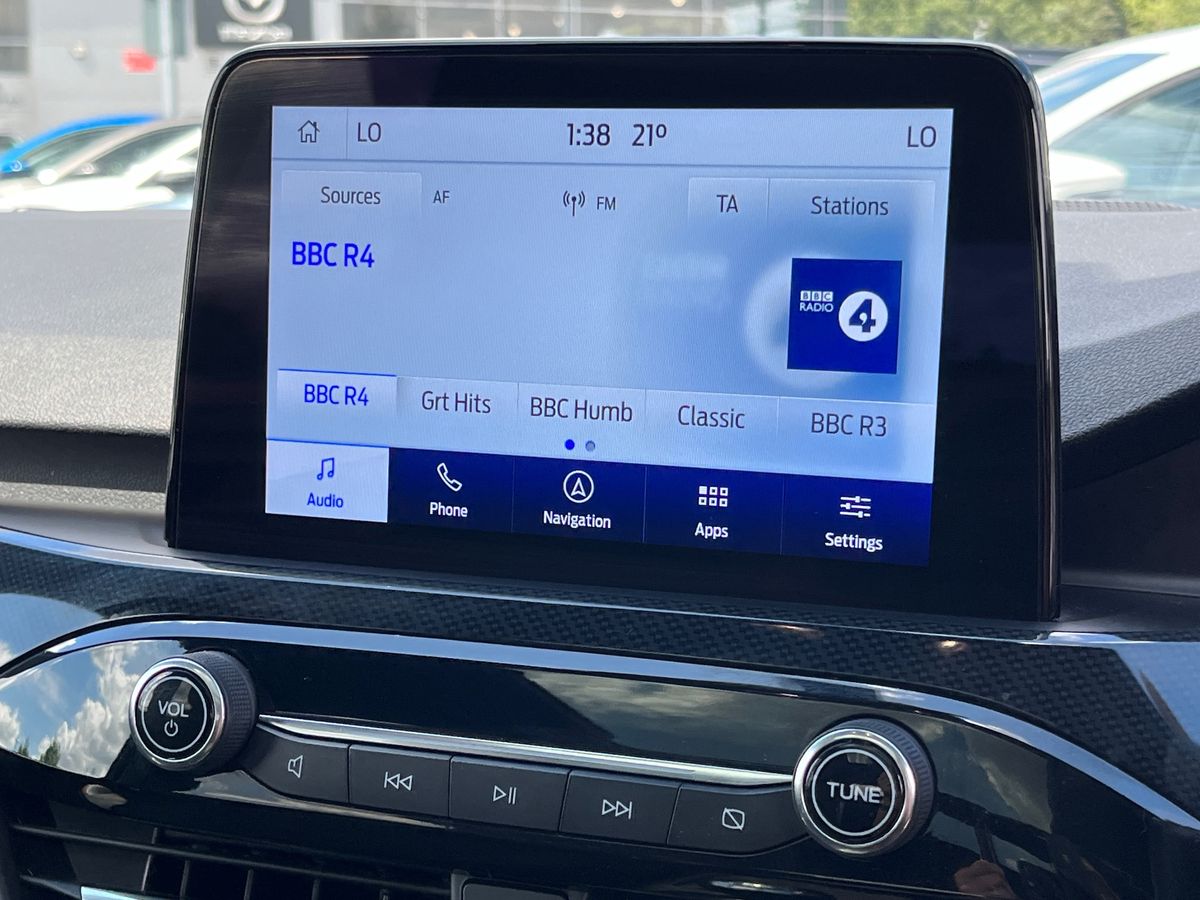 LO 1:38 21° LO
Sources AF FM TA Stations
BBC R4
BBC
RADIO 4
BBC R4 Grt Hits BBC Humb Classic BBC R3
Audio Phone Navigation Apps Settings
VOL
TUNE